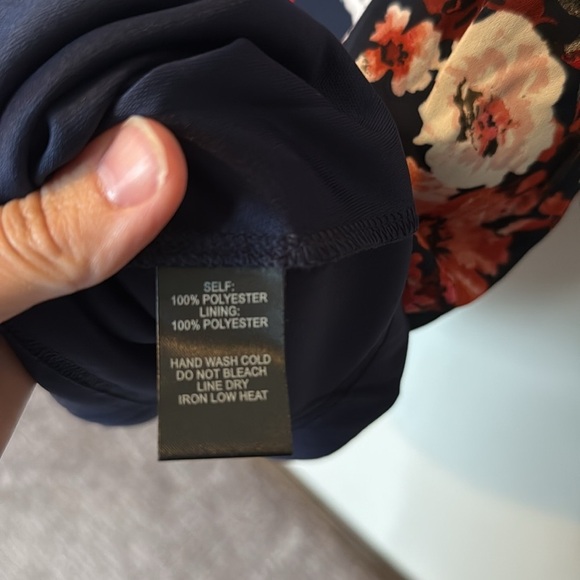 SELF:
100% POLYESTER
LINING:
100% POLYESTER
HAND WASH COLD
DO NOT BLEACH
LINE DRY
IRON LOW HEAT